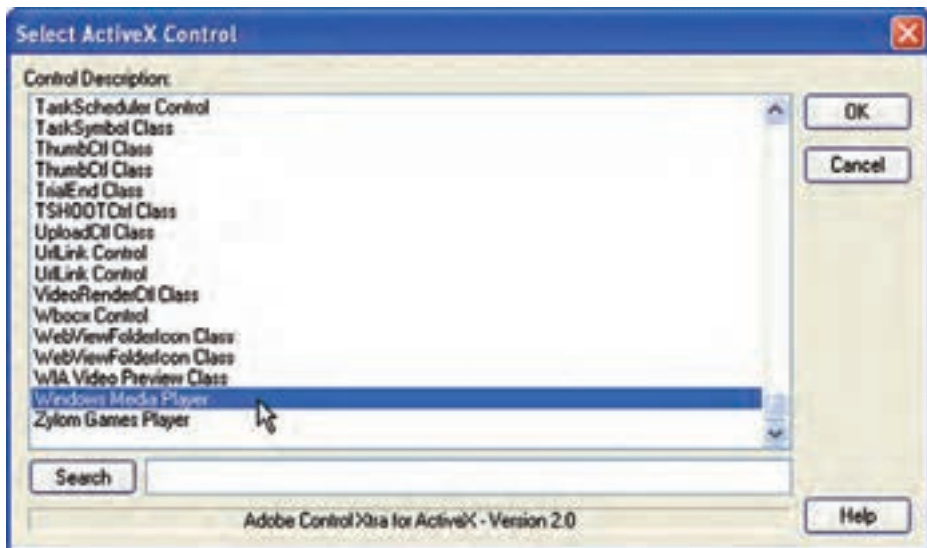 Select ActiveX Control
Control Description:
TaskScheduler Control
TaskSymbol Class
ThumbCtl Class
ThumbCtl Class
TrialEnd Class
TSHOOTCtrl Class
UploadCtl Class
UrlLink Control
UrlLink Control
VideoRenderCtl Class
Wbocx Control
WebViewFolderIcon Class
WebViewFolderIcon Class
WIA Video Preview Class
Windows Media Player
Zylom Games Player
OK
Cancel
Search
Adobe Control Xtra for ActiveX - Version 2.0
Help